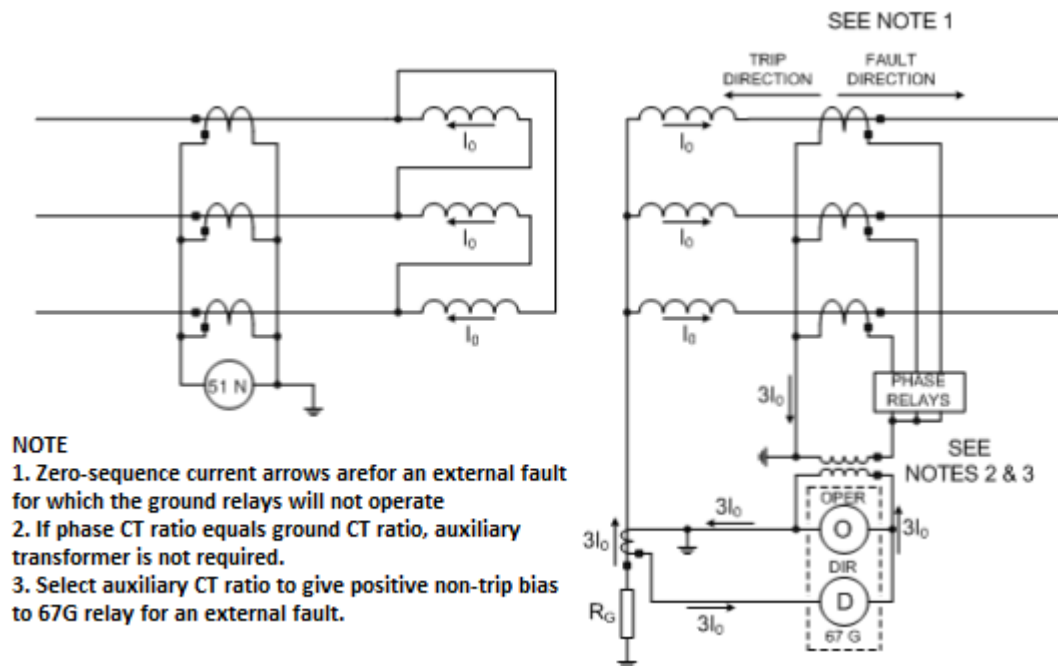 SEE NOTE 1
TRIP
DIRECTION
FAULT
DIRECTION
I0
I0
I0
I0
I0
I0
51 N
3I0
PHASE
RELAYS
SEE
NOTES 2 & 3
NOTE
1. Zero-sequence current arrows arefor an external fault
for which the ground relays will not operate
2. If phase CT ratio equals ground CT ratio, auxiliary
transformer is not required.
3. Select auxiliary CT ratio to give positive non-trip bias
to 67G relay for an external fault.
OPER
3I0
O
3I0
3I0
DIR
RG
3I0
D
67 G